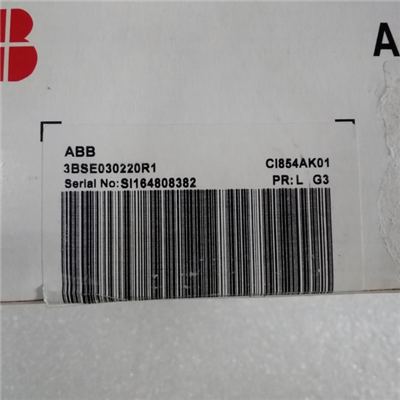 B
A
ABB
3BSE030220R1 CI854AK01
Serial No:SI164808382 PR:L G3